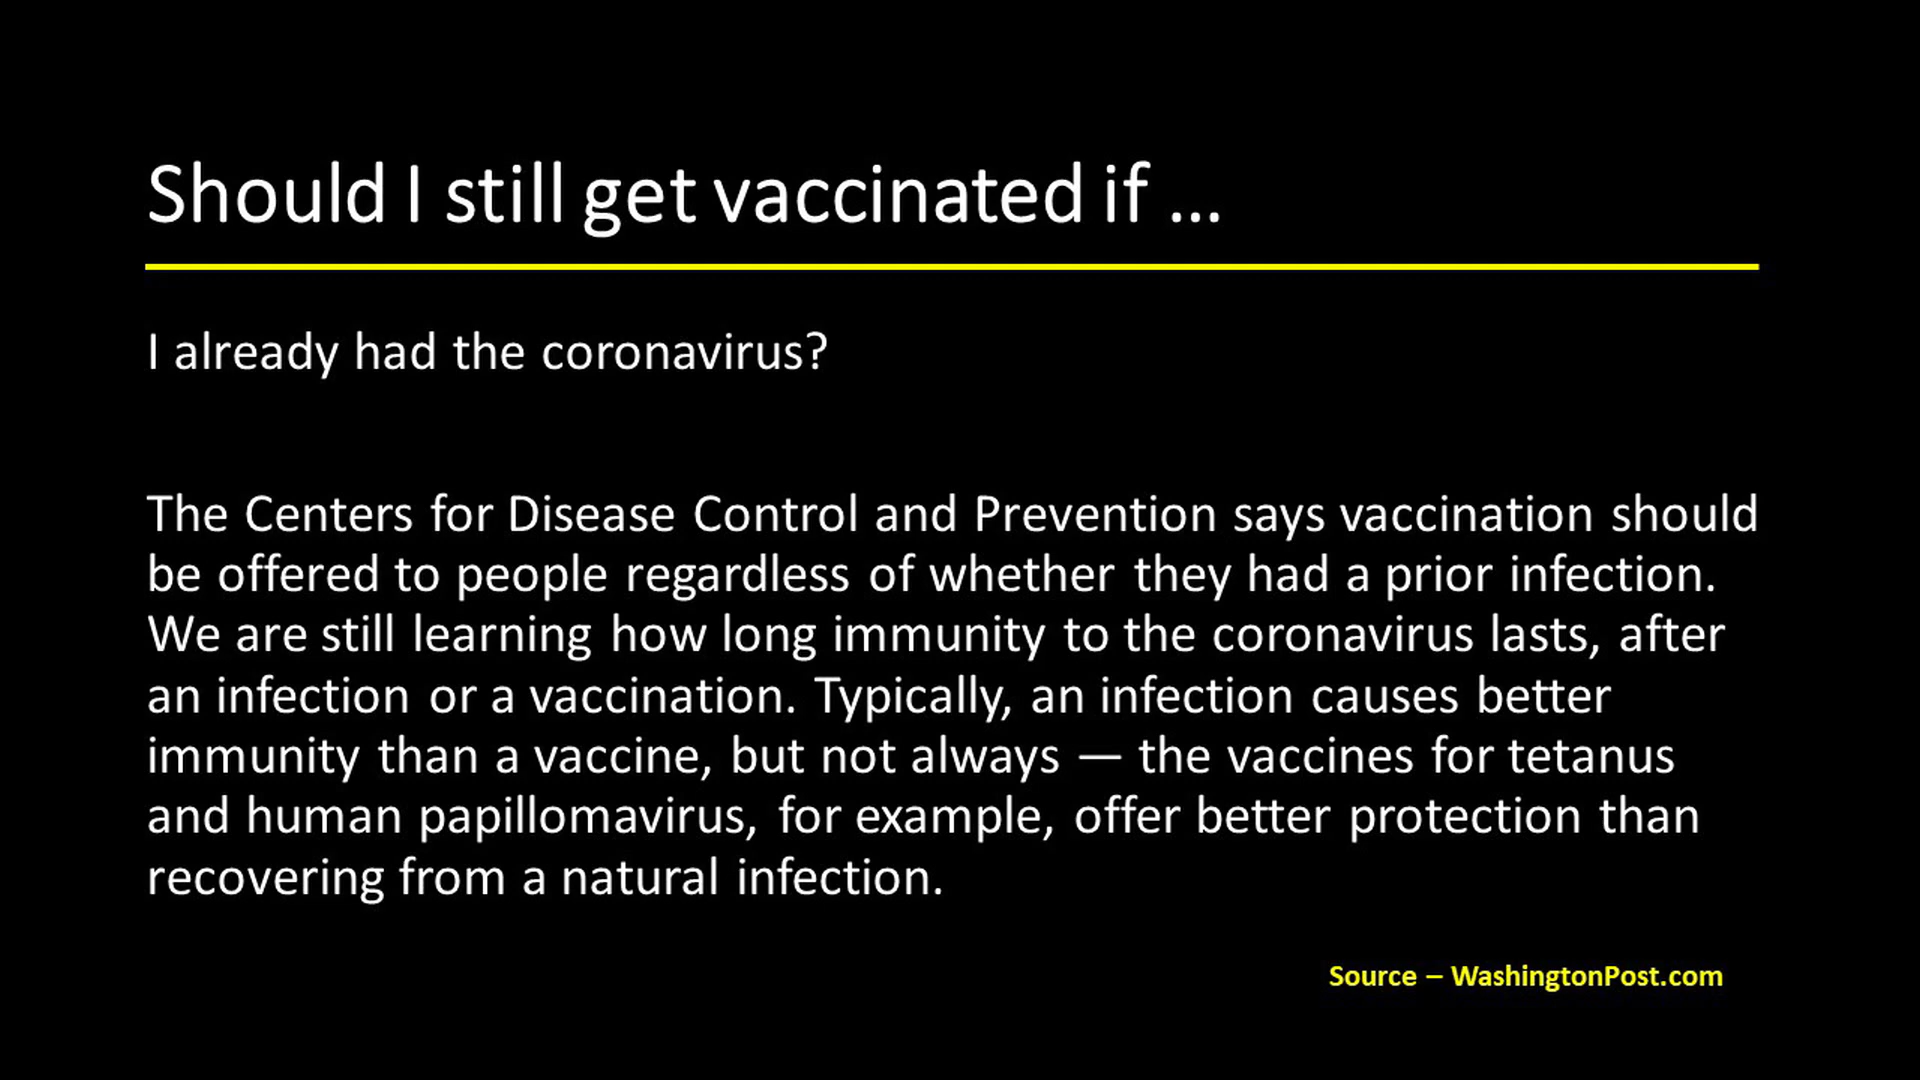 Should I still get vaccinated if ...
I already had the coronavirus?
The Centers for Disease Control and Prevention says vaccination should
be offered to people regardless of whether they had a prior infection.
We are still learning how long immunity to the coronavirus lasts, after
an infection or a vaccination. Typically, an infection causes better
immunity than a vaccine, but not always — the vaccines for tetanus
and human papillomavirus, for example, offer better protection than
recovering from a natural infection.
Source – WashingtonPost.com